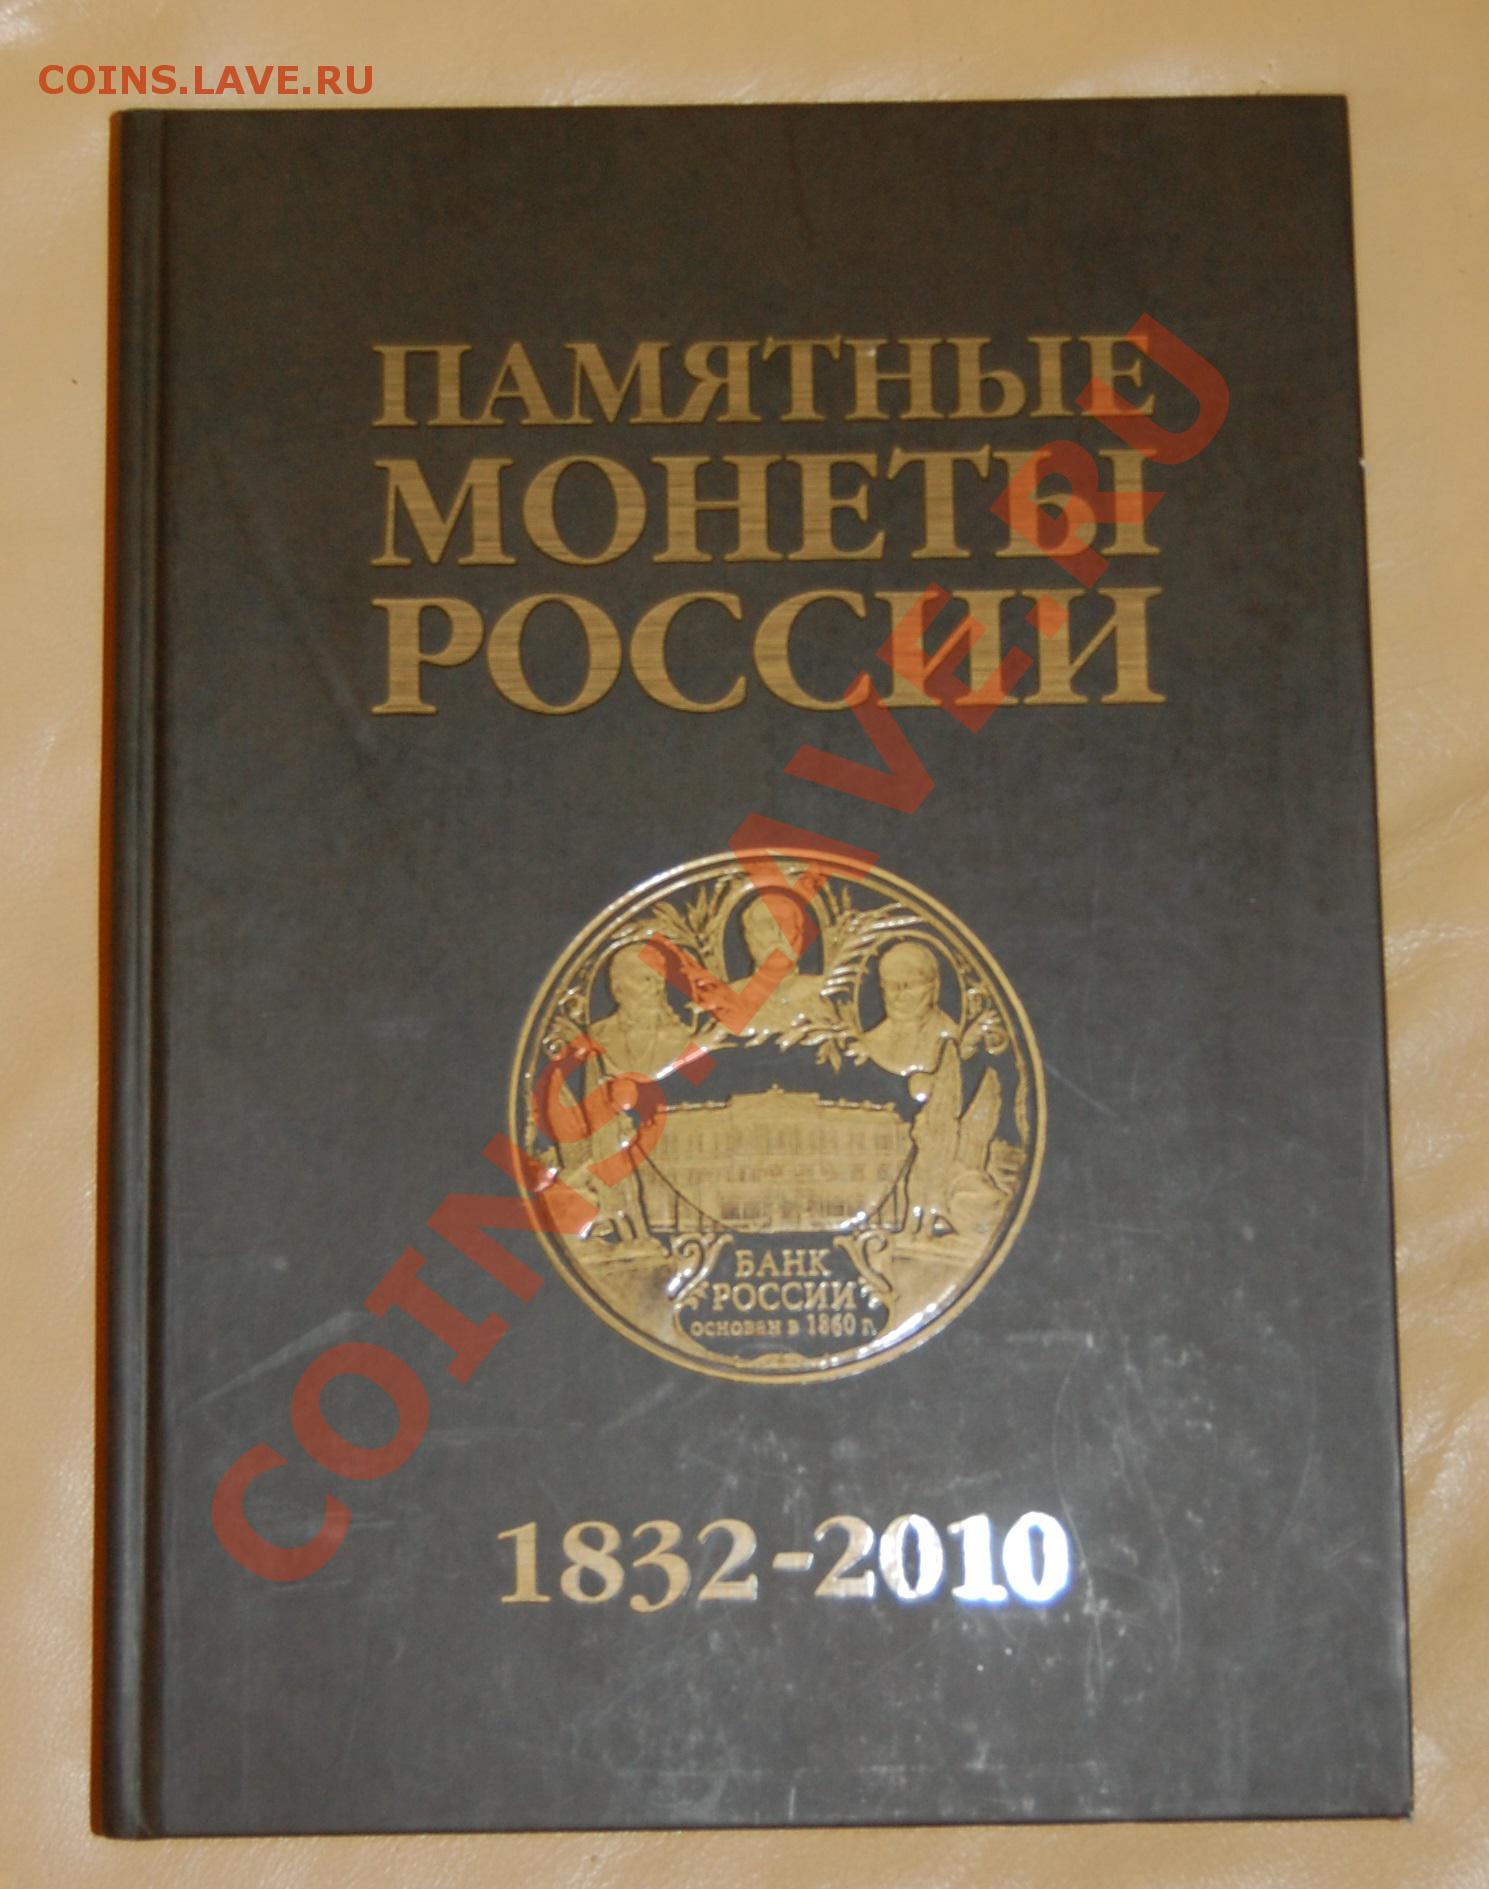 COINS.LAVE.RU
ПАМЯТНЫЕ
МОНЕТЫ
РОССИИ
COINS.LAVE.RU
БАНК
РОССИИ
основан в 1860 г.
1832-2010